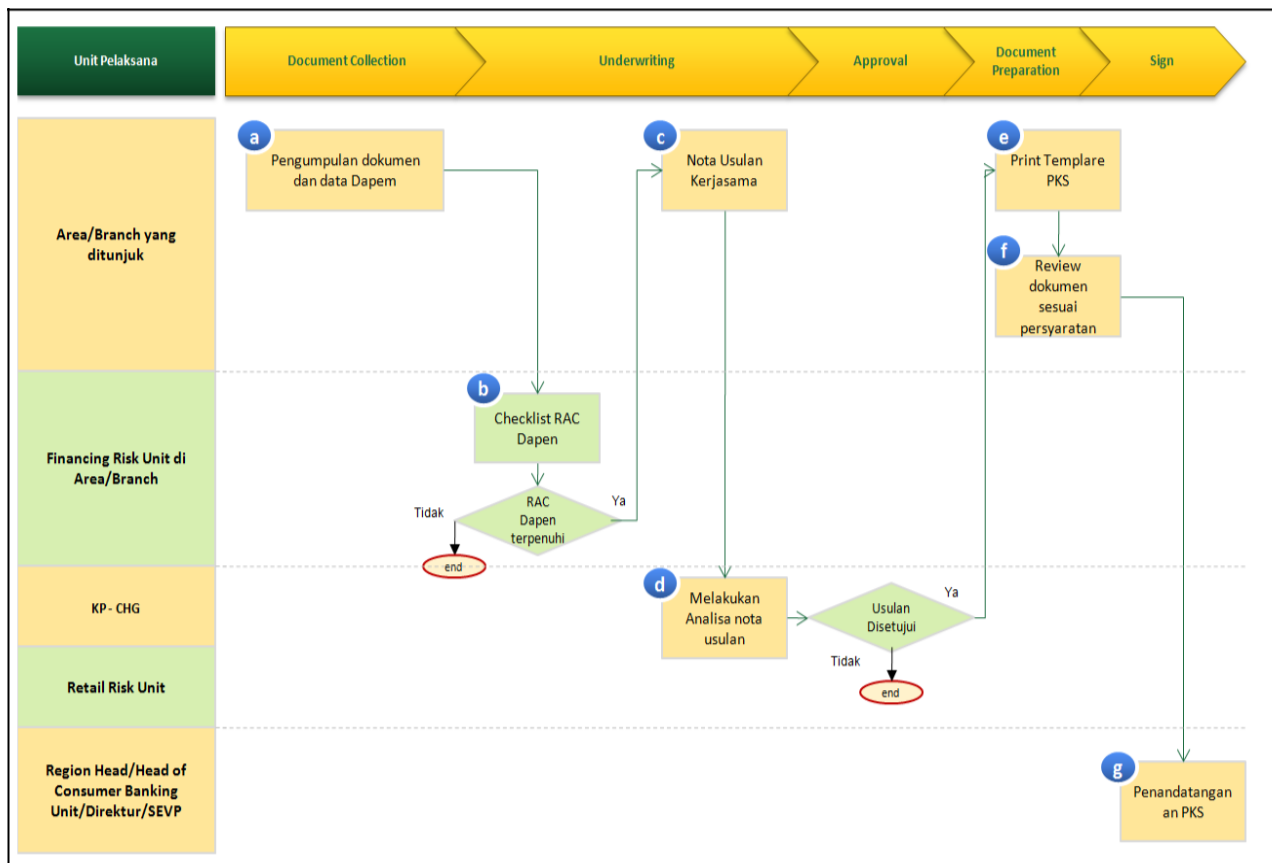 Unit Pelaksana
Document Collection
Underwriting
Approval
Document
Preparation
Sign
Area/Branch yang
ditunjuk
a
Pengumpulan dokumen
dan data Dapem
c
Nota Usulan
Kerjasama
e
Print Templare
PKS
f
Review
dokumen
sesuai
persyaratan
Financing Risk Unit di
Area/Branch
b
Checklist RAC
Dapen
RAC
Dapen
terpenuhi
Ya
Tidak
end
KP - CHG
d
Melakukan
Analisa nota
usulan
Usulan
Disetujui
Ya
Tidak
end
Retail Risk Unit
Region Head/Head of
Consumer Banking
Unit/Direktur/SEVP
g
Penandatangan
an PKS